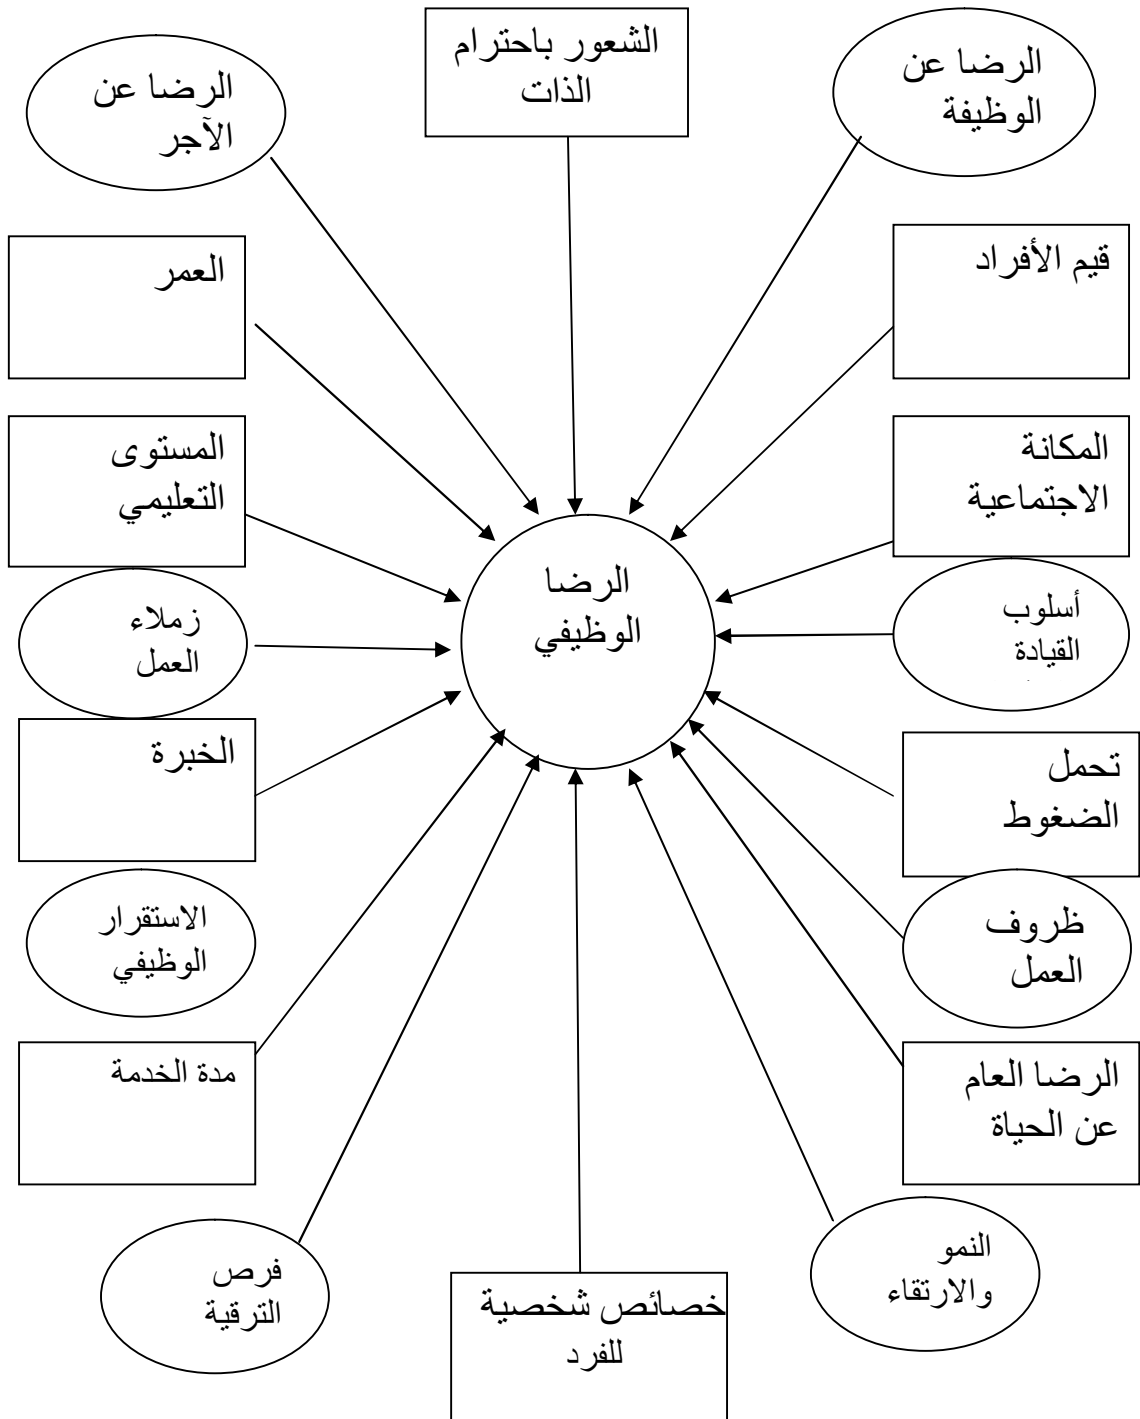 الشعور باحترام
الذات
الرضا عن
الوظيفة
الرضا عن
الآجر
قيم الأفراد
العمر
المكانة
الاجتماعية
المستوى
التعليمي
الرضا
الوظيفي
أسلوب
القيادة
زملاء
العمل
تحمل
الضغوط
الخبرة
ظروف
العمل
الاستقرار
الوظيفي
الرضا العام
عن الحياة
مدة الخدمة
النمو
والارتقاء
فرص
الترقية
خصائص شخصية
للفرد